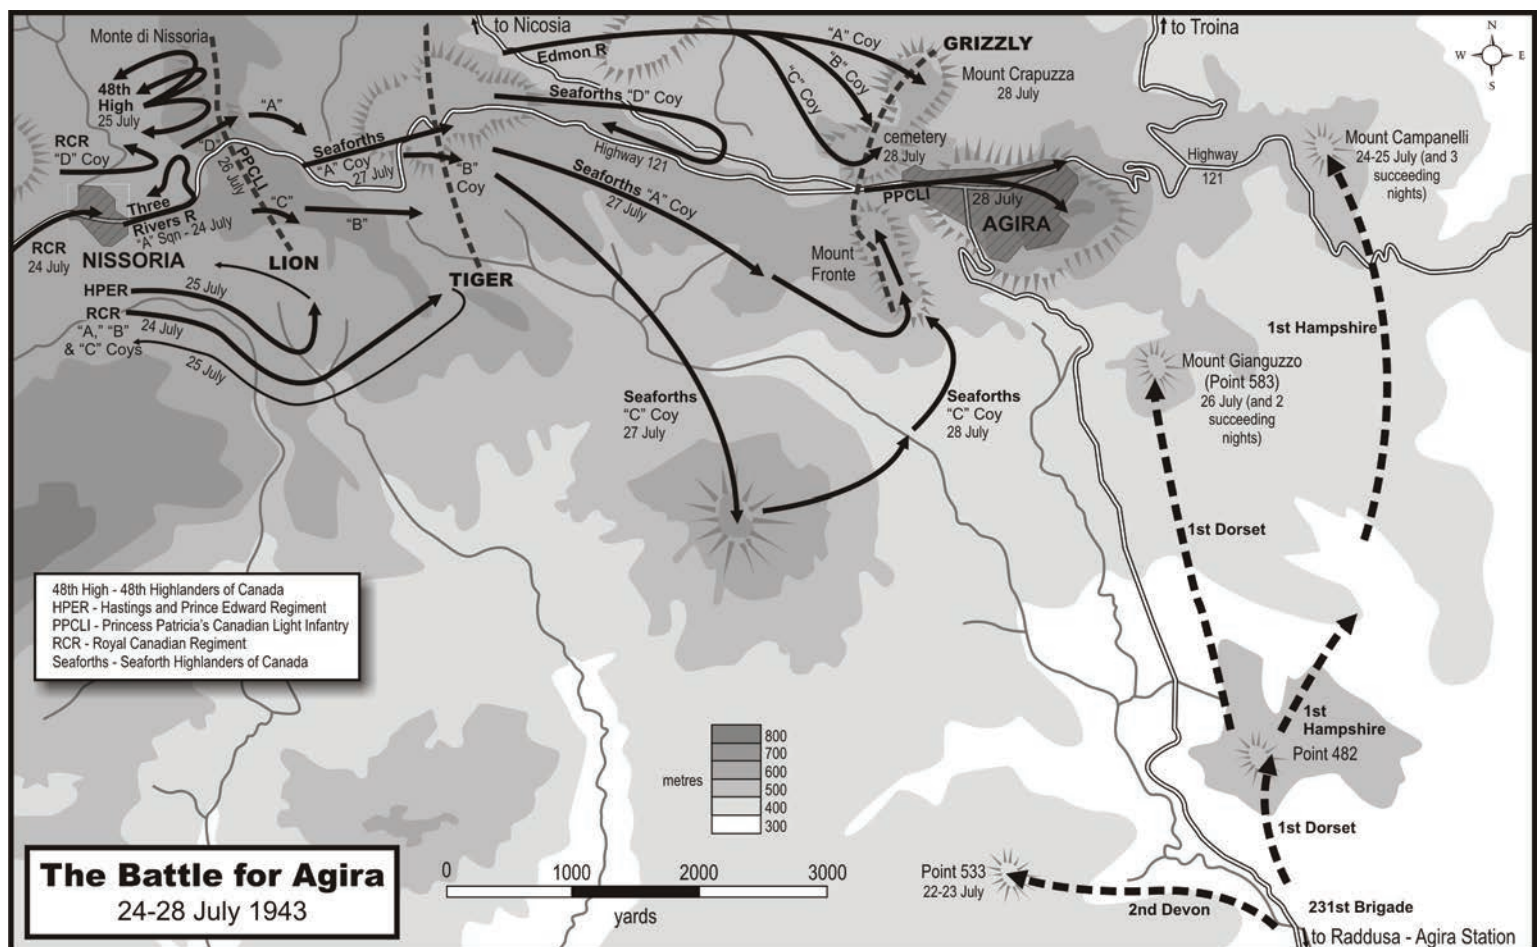 to Nicosia
to Troina
N
W E
S
Monte di Nissoria
48th
High
25 July
RCR
"D" Coy
"A"
"D"
PPCLI
26 July
Seaforths
"A" Coy
27 July
"B"
Coy
"C"
"B"
Three
Rivers R
"A" Sqn - 24 July
RCR
24 July
NISSORIA
LION
TIGER
HPER
25 July
RCR
"A," "B"
& "C" Coys
24 July
25 July
Edmon R
"A" Coy
"B" Coy
"C" Coy
GRIZZLY
Mount Crapuzza
28 July
Seaforths "D" Coy
Highway 121
cemetery
28 July
Seaforths "A" Coy
27 July
PPCLI
28 July
AGIRA
Mount
Fronte
Highway
121
Mount Campanelli
24-25 July (and 3
succeeding
nights)
1st Hampshire
Mount Gianguzzo
(Point 583)
26 July (and 2
succeeding
nights)
Seaforths
"C" Coy
27 July
Seaforths
"C" Coy
28 July
1st Dorset
1st
Hampshire
Point 482
1st Dorset
Point 533
22-23 July
2nd Devon
231st Brigade
to Raddusa - Agira Station
48th High - 48th Highlanders of Canada
HPER - Hastings and Prince Edward Regiment
PPCLI - Princess Patricia's Canadian Light Infantry
RCR - Royal Canadian Regiment
Seaforths - Seaforth Highlanders of Canada
metres
800
700
600
500
400
300
0 1000 2000 3000
yards
The Battle for Agira
24-28 July 1943